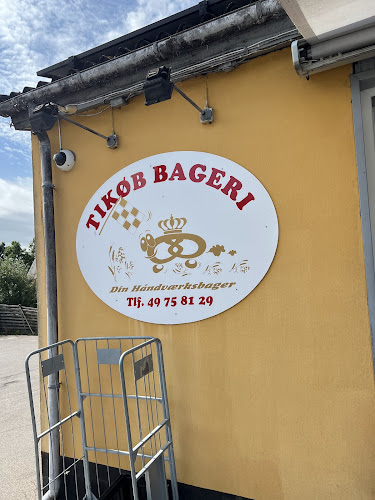 TIKØB BAGERI
Din Håndværksbager
Tlf. 49 75 81 29